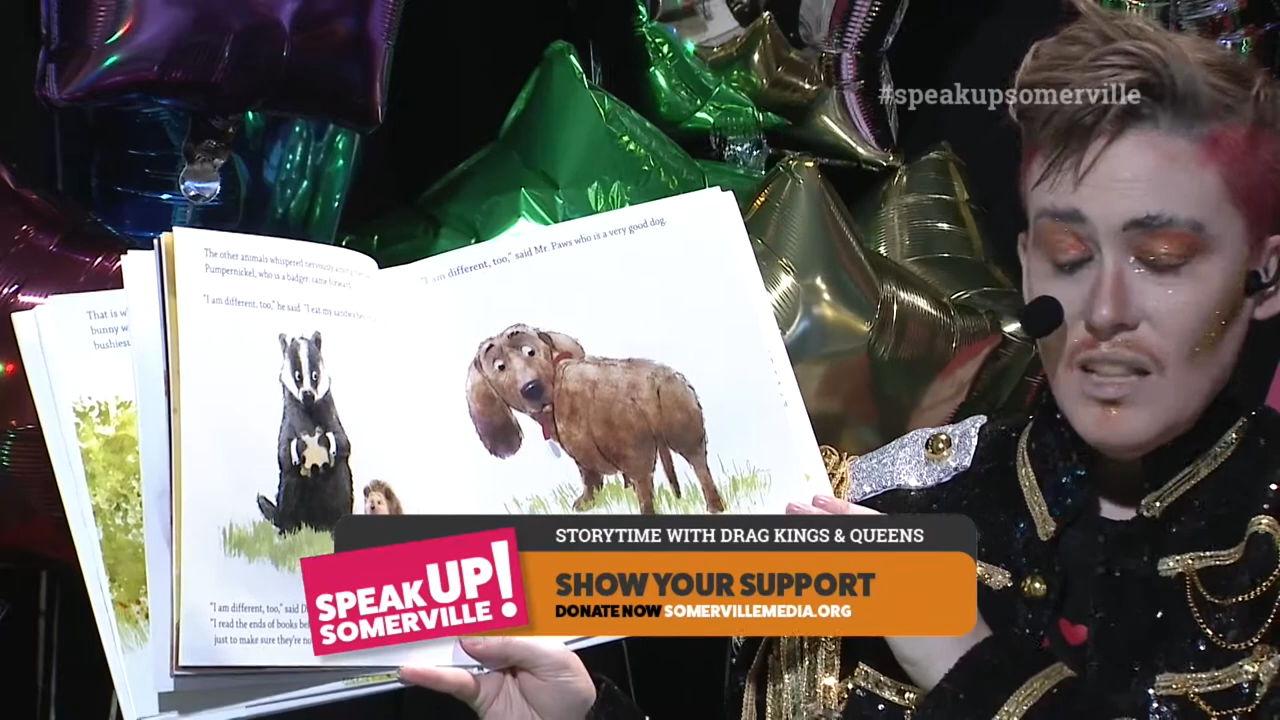 #speakupsomerville
The other animals whispered nervously
Pumpernickel, who is a badger, came forward.
"I am different, too," he said. "I eat my sandwiches
"I am different, too," said Mr. Paws who is a very good dog.
That is w
bunny w
bushiest
"I am different, too," said D
"I read the ends of books be
just to make sure they're no
STORYTIME WITH DRAG KINGS & QUEENS
SPEAK UP!
SOMERVILLE
SHOW YOUR SUPPORT
DONATE NOW SOMERVILLEMEDIA.ORG